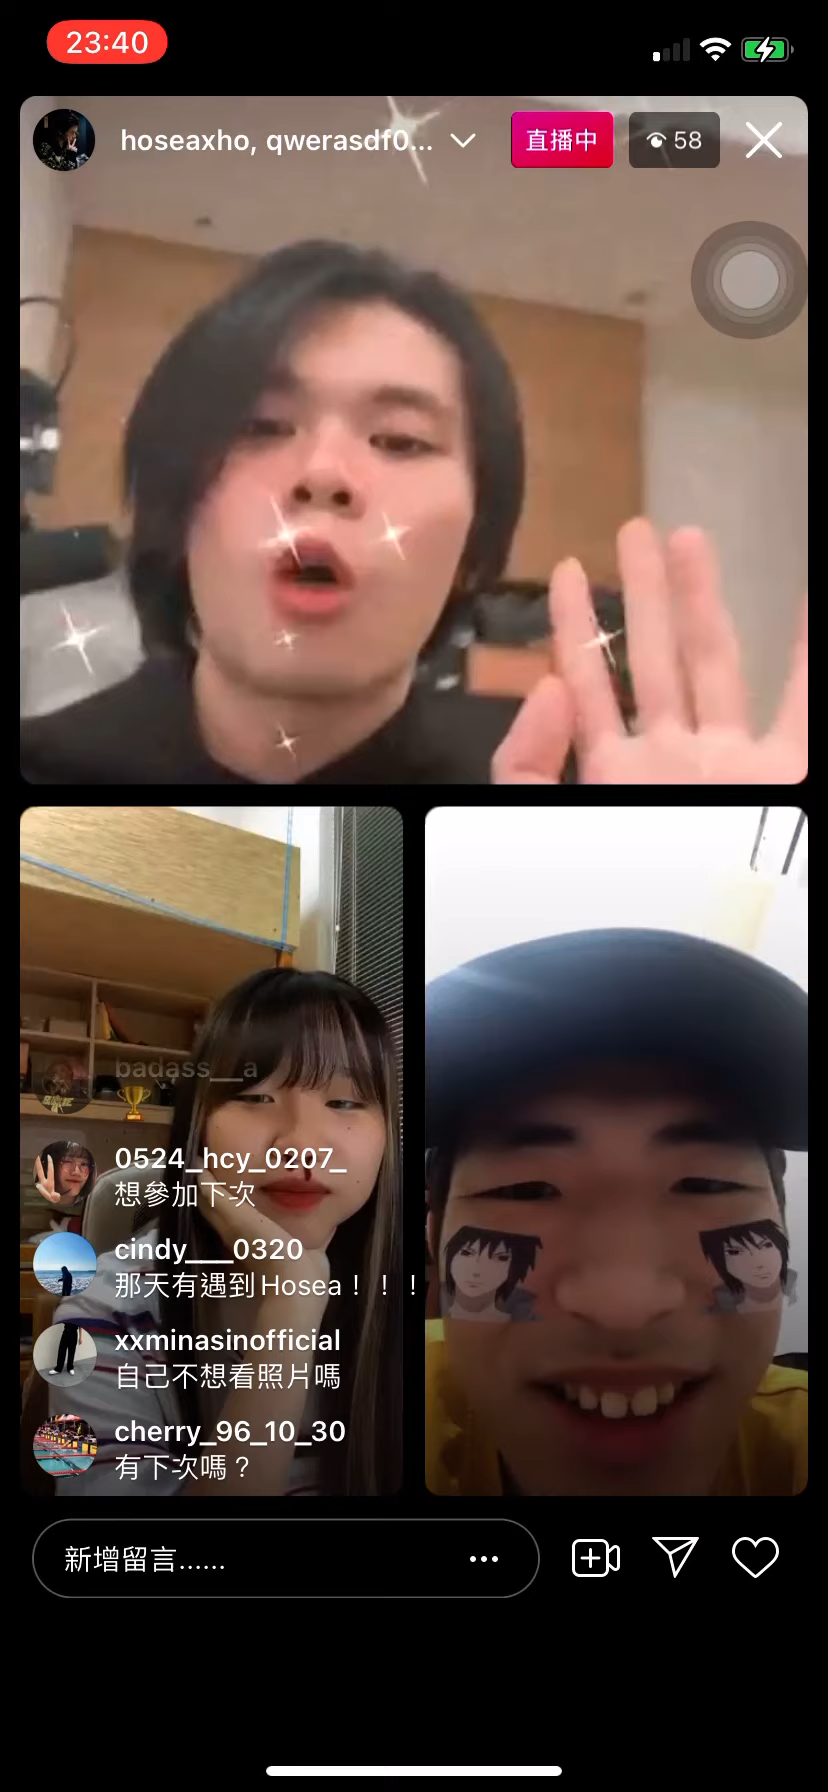 23:40
hoseaxho, qwerasdf0...
直播中
58
badass__a
0524_hcy_0207_
想參加下次
cindy___0320
那天有遇到Hosea！！！
xxminasinofficial
自己不想看照片嗎
cherry_96_10_30
有下次嗎？
新增留言......